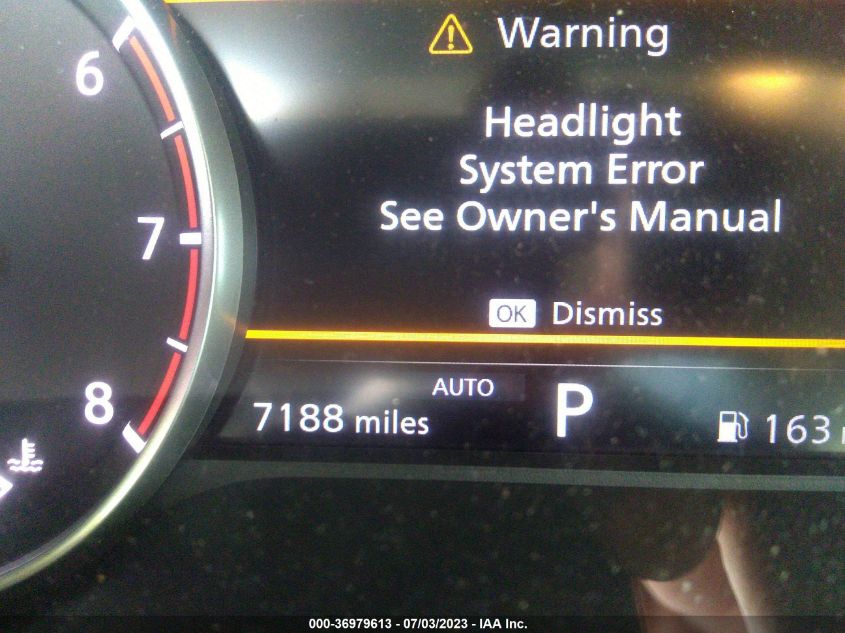 Warning
Headlight
System Error
See Owner's Manual
OK Dismiss
6
7
8
AUTO
7188 miles
P
163
000-36979613 - 07/03/2023 - IAA Inc.